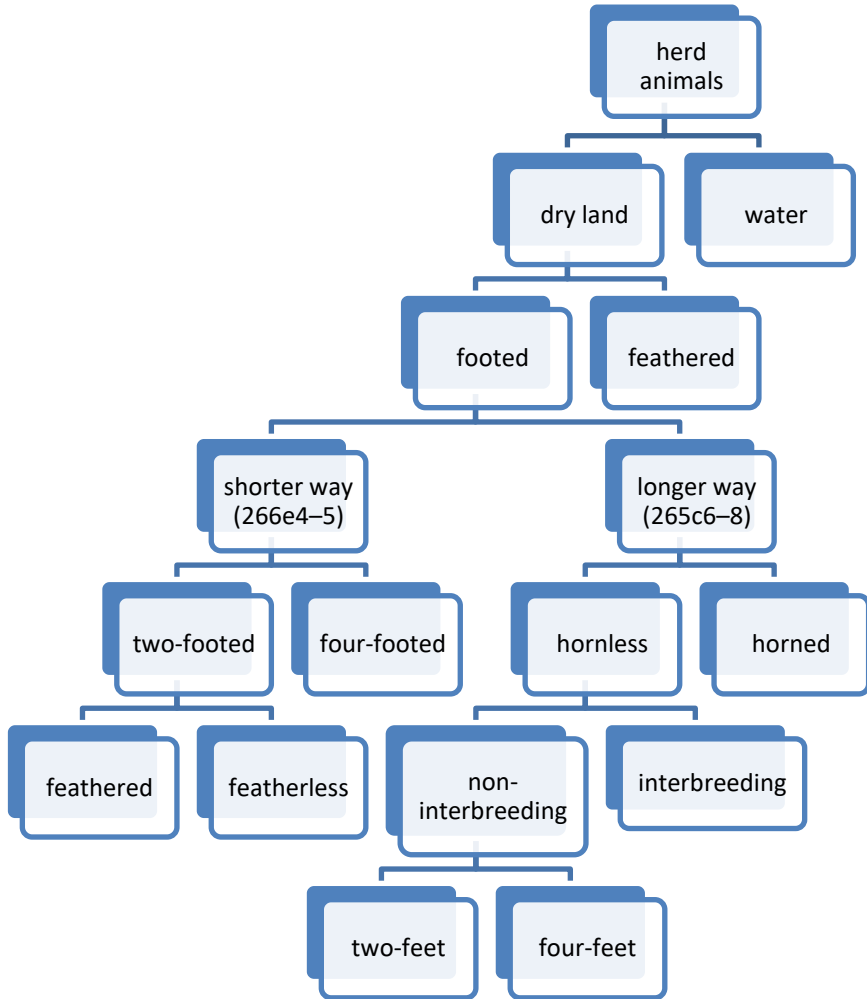 herd
animals
dry land
water
footed
feathered
shorter way
(266e4–5)
longer way
(265c6–8)
two-footed
four-footed
hornless
horned
feathered
featherless
non-
interbreeding
interbreeding
two-feet
four-feet